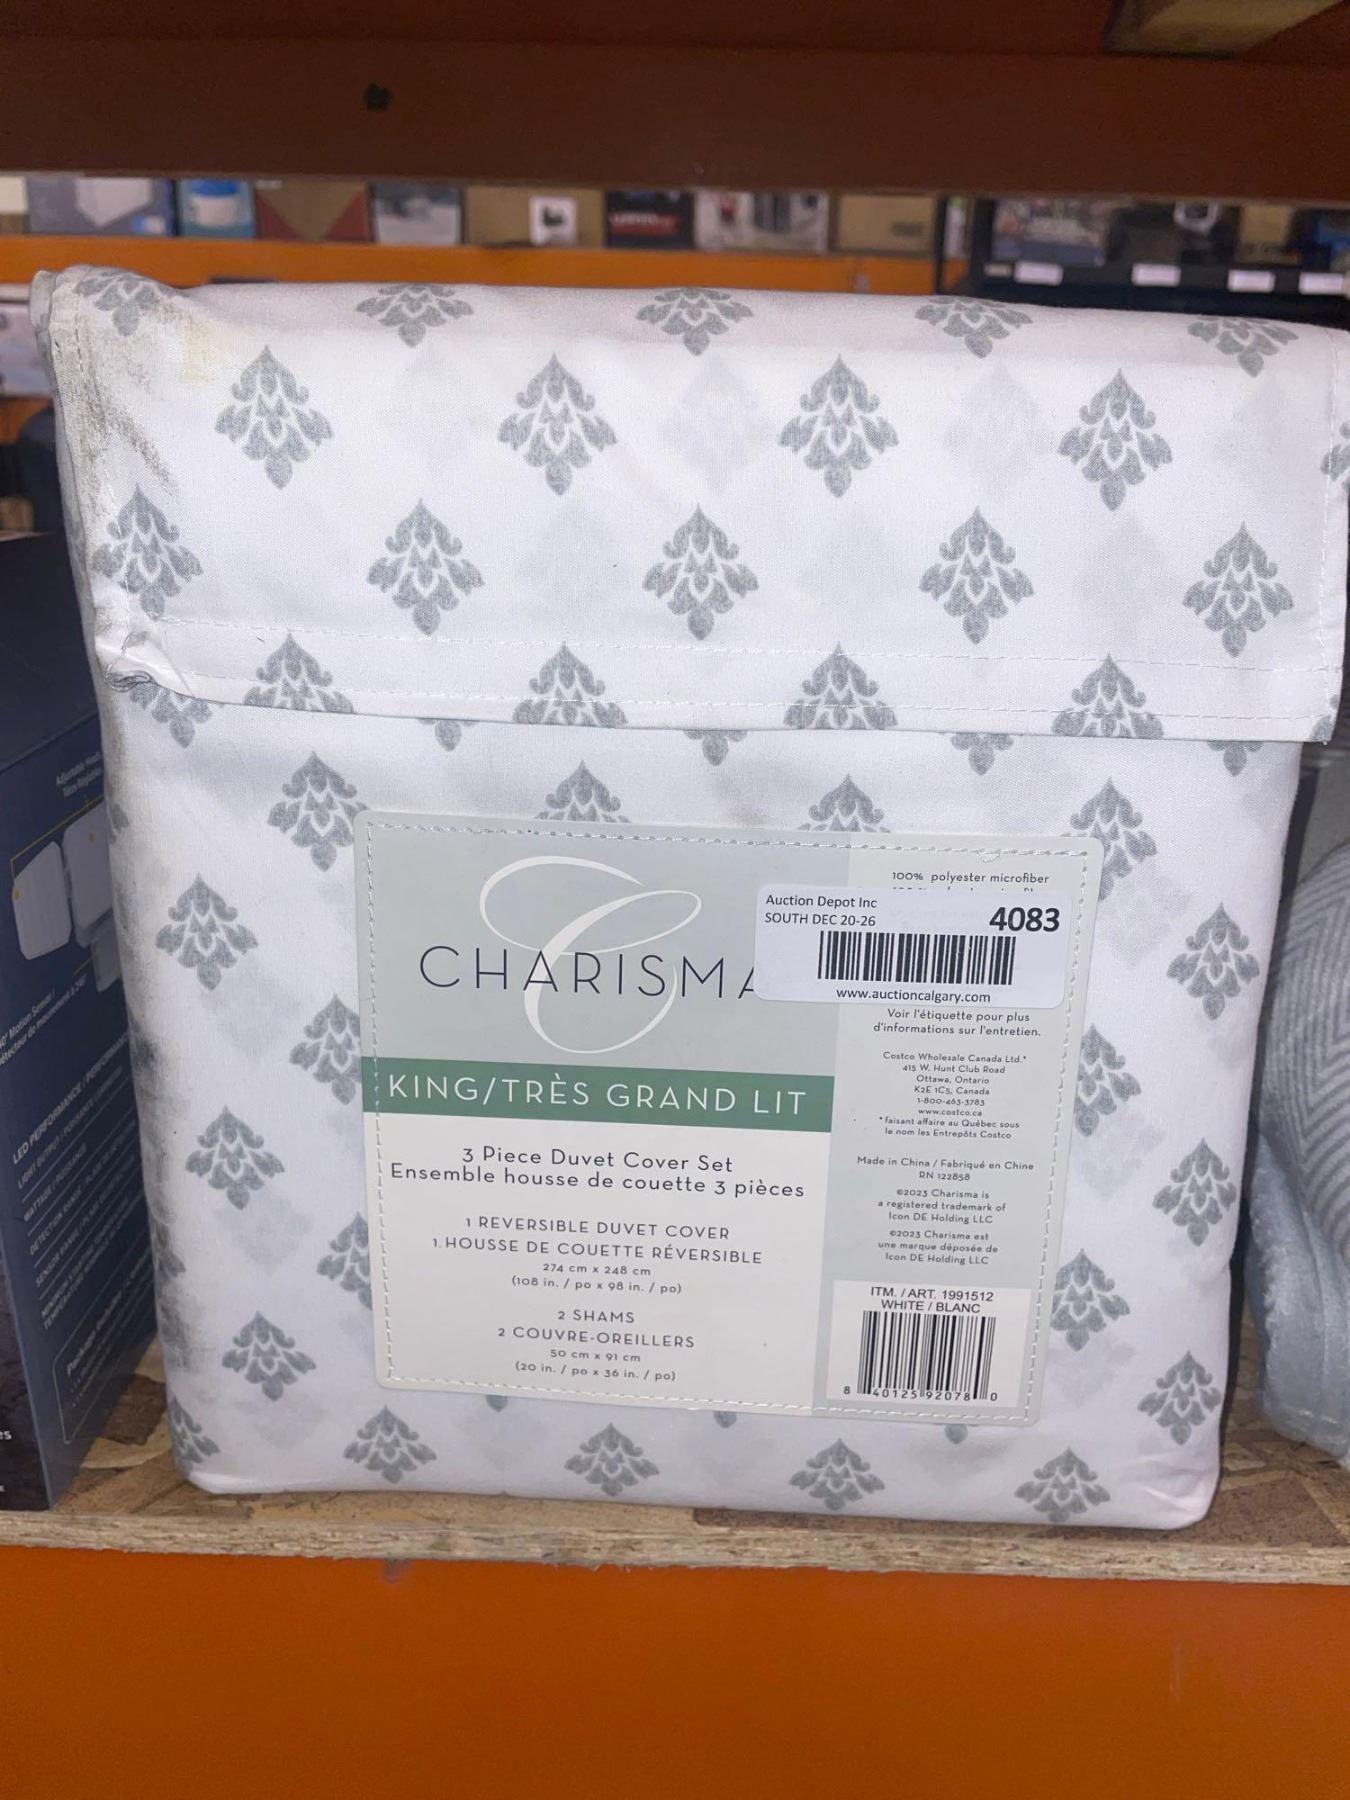 CHARISMA
KING/TRÈS GRAND LIT
3 Piece Duvet Cover Set
Ensemble housse de couette 3 pièces
1 REVERSIBLE DUVET COVER
1 HOUSSE DE COUETTE RÉVERSIBLE
274 cm x 248 cm
(108 in. / po x 98 in. / po)
2 SHAMS
2 COUVRE-OREILLERS
50 cm x 91 cm
(20 in. / po x 36 in. / po)
100% polyester microfiber
Auction Depot Inc
SOUTH DEC 20-26
4083
www.auctioncalgary.com
Voir l'étiquette pour plus
d'informations sur l'entretien.
Costco Wholesale Canada Ltd.*
415 W. Hunt Club Road
Ottawa, Ontario
K2E 1C5, Canada
1-800-463-3783
www.costco.ca
*faisant affaire au Québec sous
le nom les Entrepôts Costco
Made in China / Fabriqué en Chine
RN 122858
©2023 Charisma is
a registered trademark of
Icon DE Holding LLC
©2023 Charisma est
une marque déposée de
Icon DE Holding LLC
ITM. / ART. 1991512
WHITE / BLANC
8 40125 92078 0
Adjustable Heads
Têtes Réglables
LED PERFORMANCE / PERFORMANCE